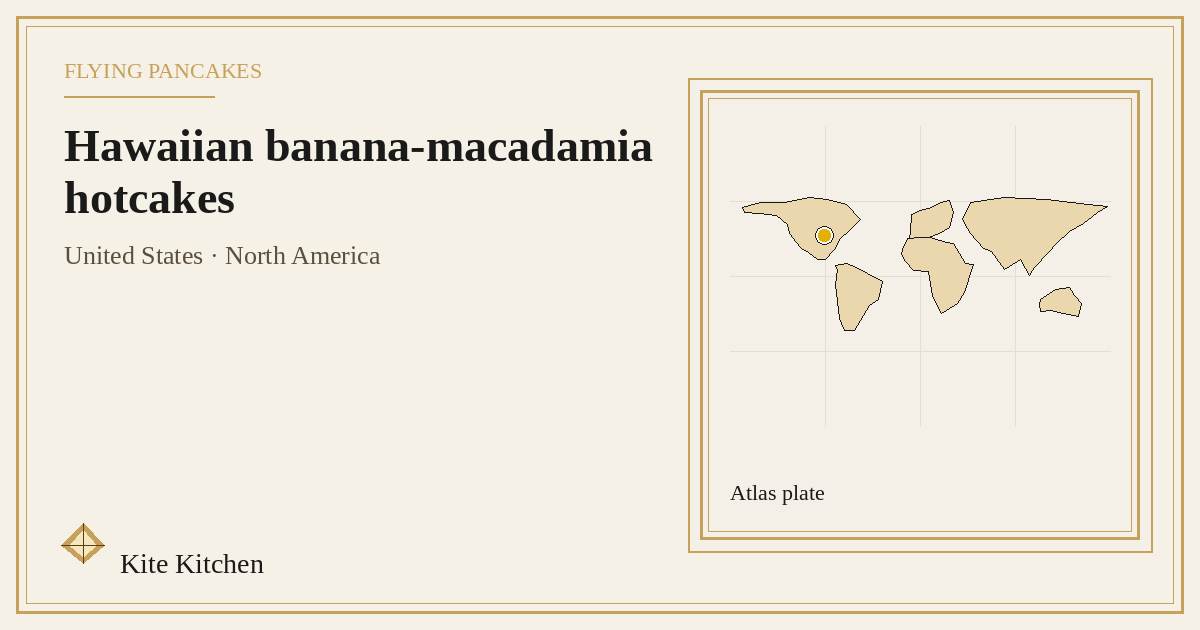 FLYING PANCAKES
Hawaiian banana-macadamia
hotcakes
United States · North America
Atlas plate
Kite Kitchen